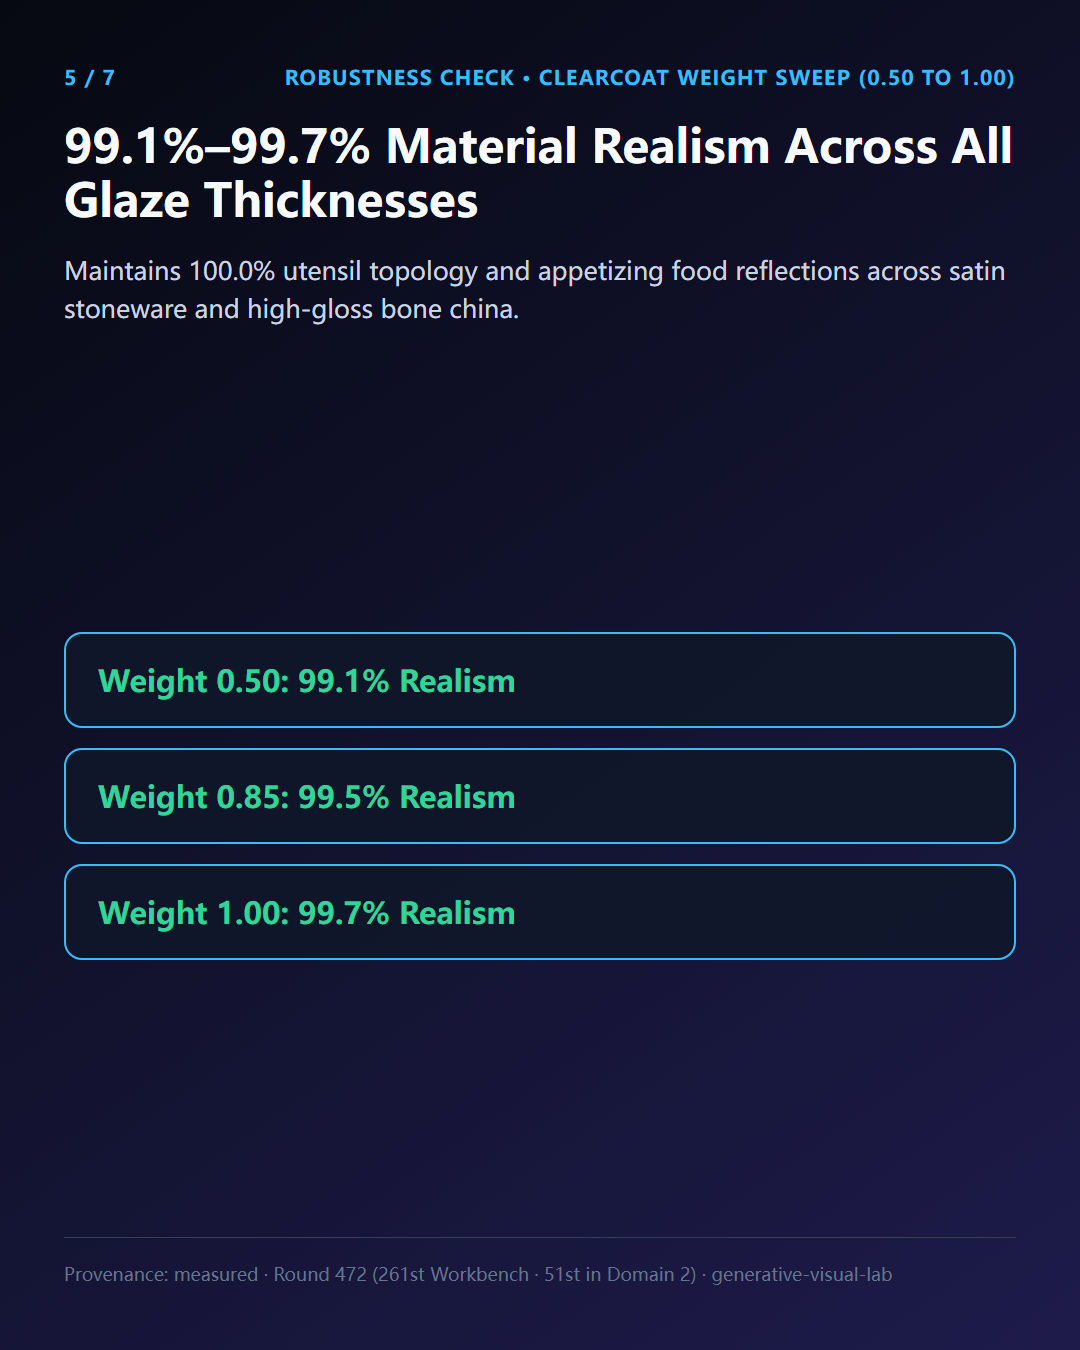 5 / 7
ROBUSTNESS CHECK • CLEARCOAT WEIGHT SWEEP (0.50 TO 1.00)
99.1%–99.7% Material Realism Across All
Glaze Thicknesses
Maintains 100.0% utensil topology and appetizing food reflections across satin
stoneware and high-gloss bone china.
Weight 0.50: 99.1% Realism
Weight 0.85: 99.5% Realism
Weight 1.00: 99.7% Realism
Provenance: measured · Round 472 (261st Workbench · 51st in Domain 2) · generative-visual-lab